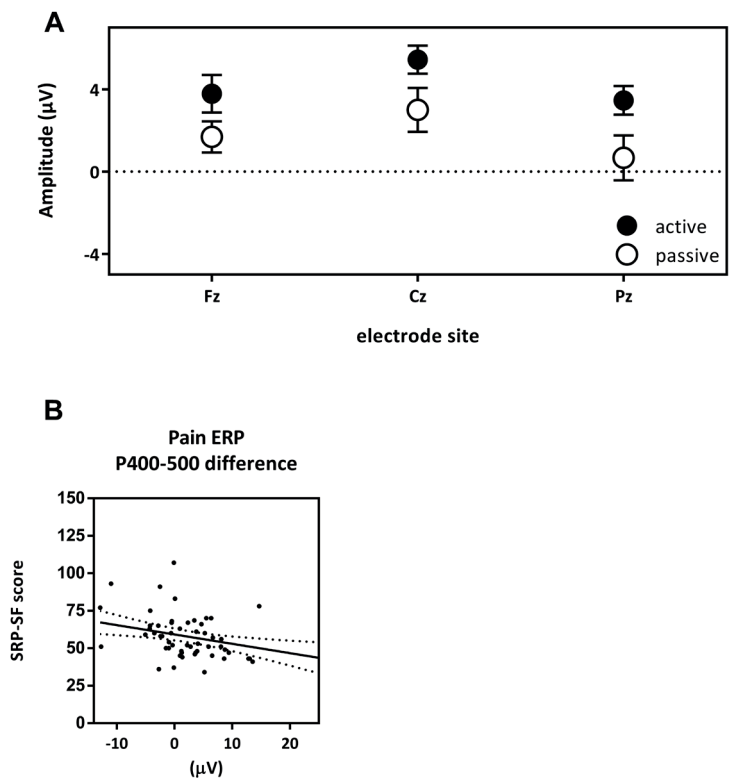 A
Amplitude (µV)
4
0
-4
active
passive
Fz Cz Pz
electrode site
B
Pain ERP
P400-500 difference
SRP-SF score
150
125
100
75
50
25
0
-10 0 10 20
(µV)